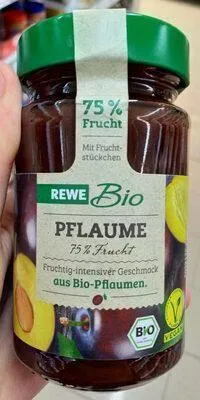 75%
Frucht
Mit Frucht-
stückchen
REWE Bio
PFLAUME
75% Frucht
Fruchtig-intensiver Geschmack
aus Bio-Pflaumen.
BIO
VEGAN